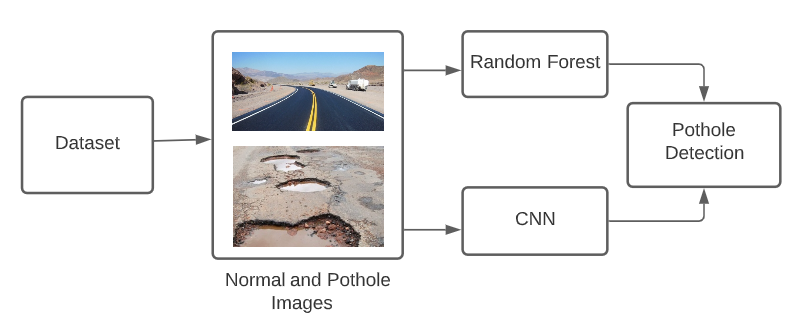 Dataset
Normal and Pothole
Images
Random Forest
CNN
Pothole
Detection